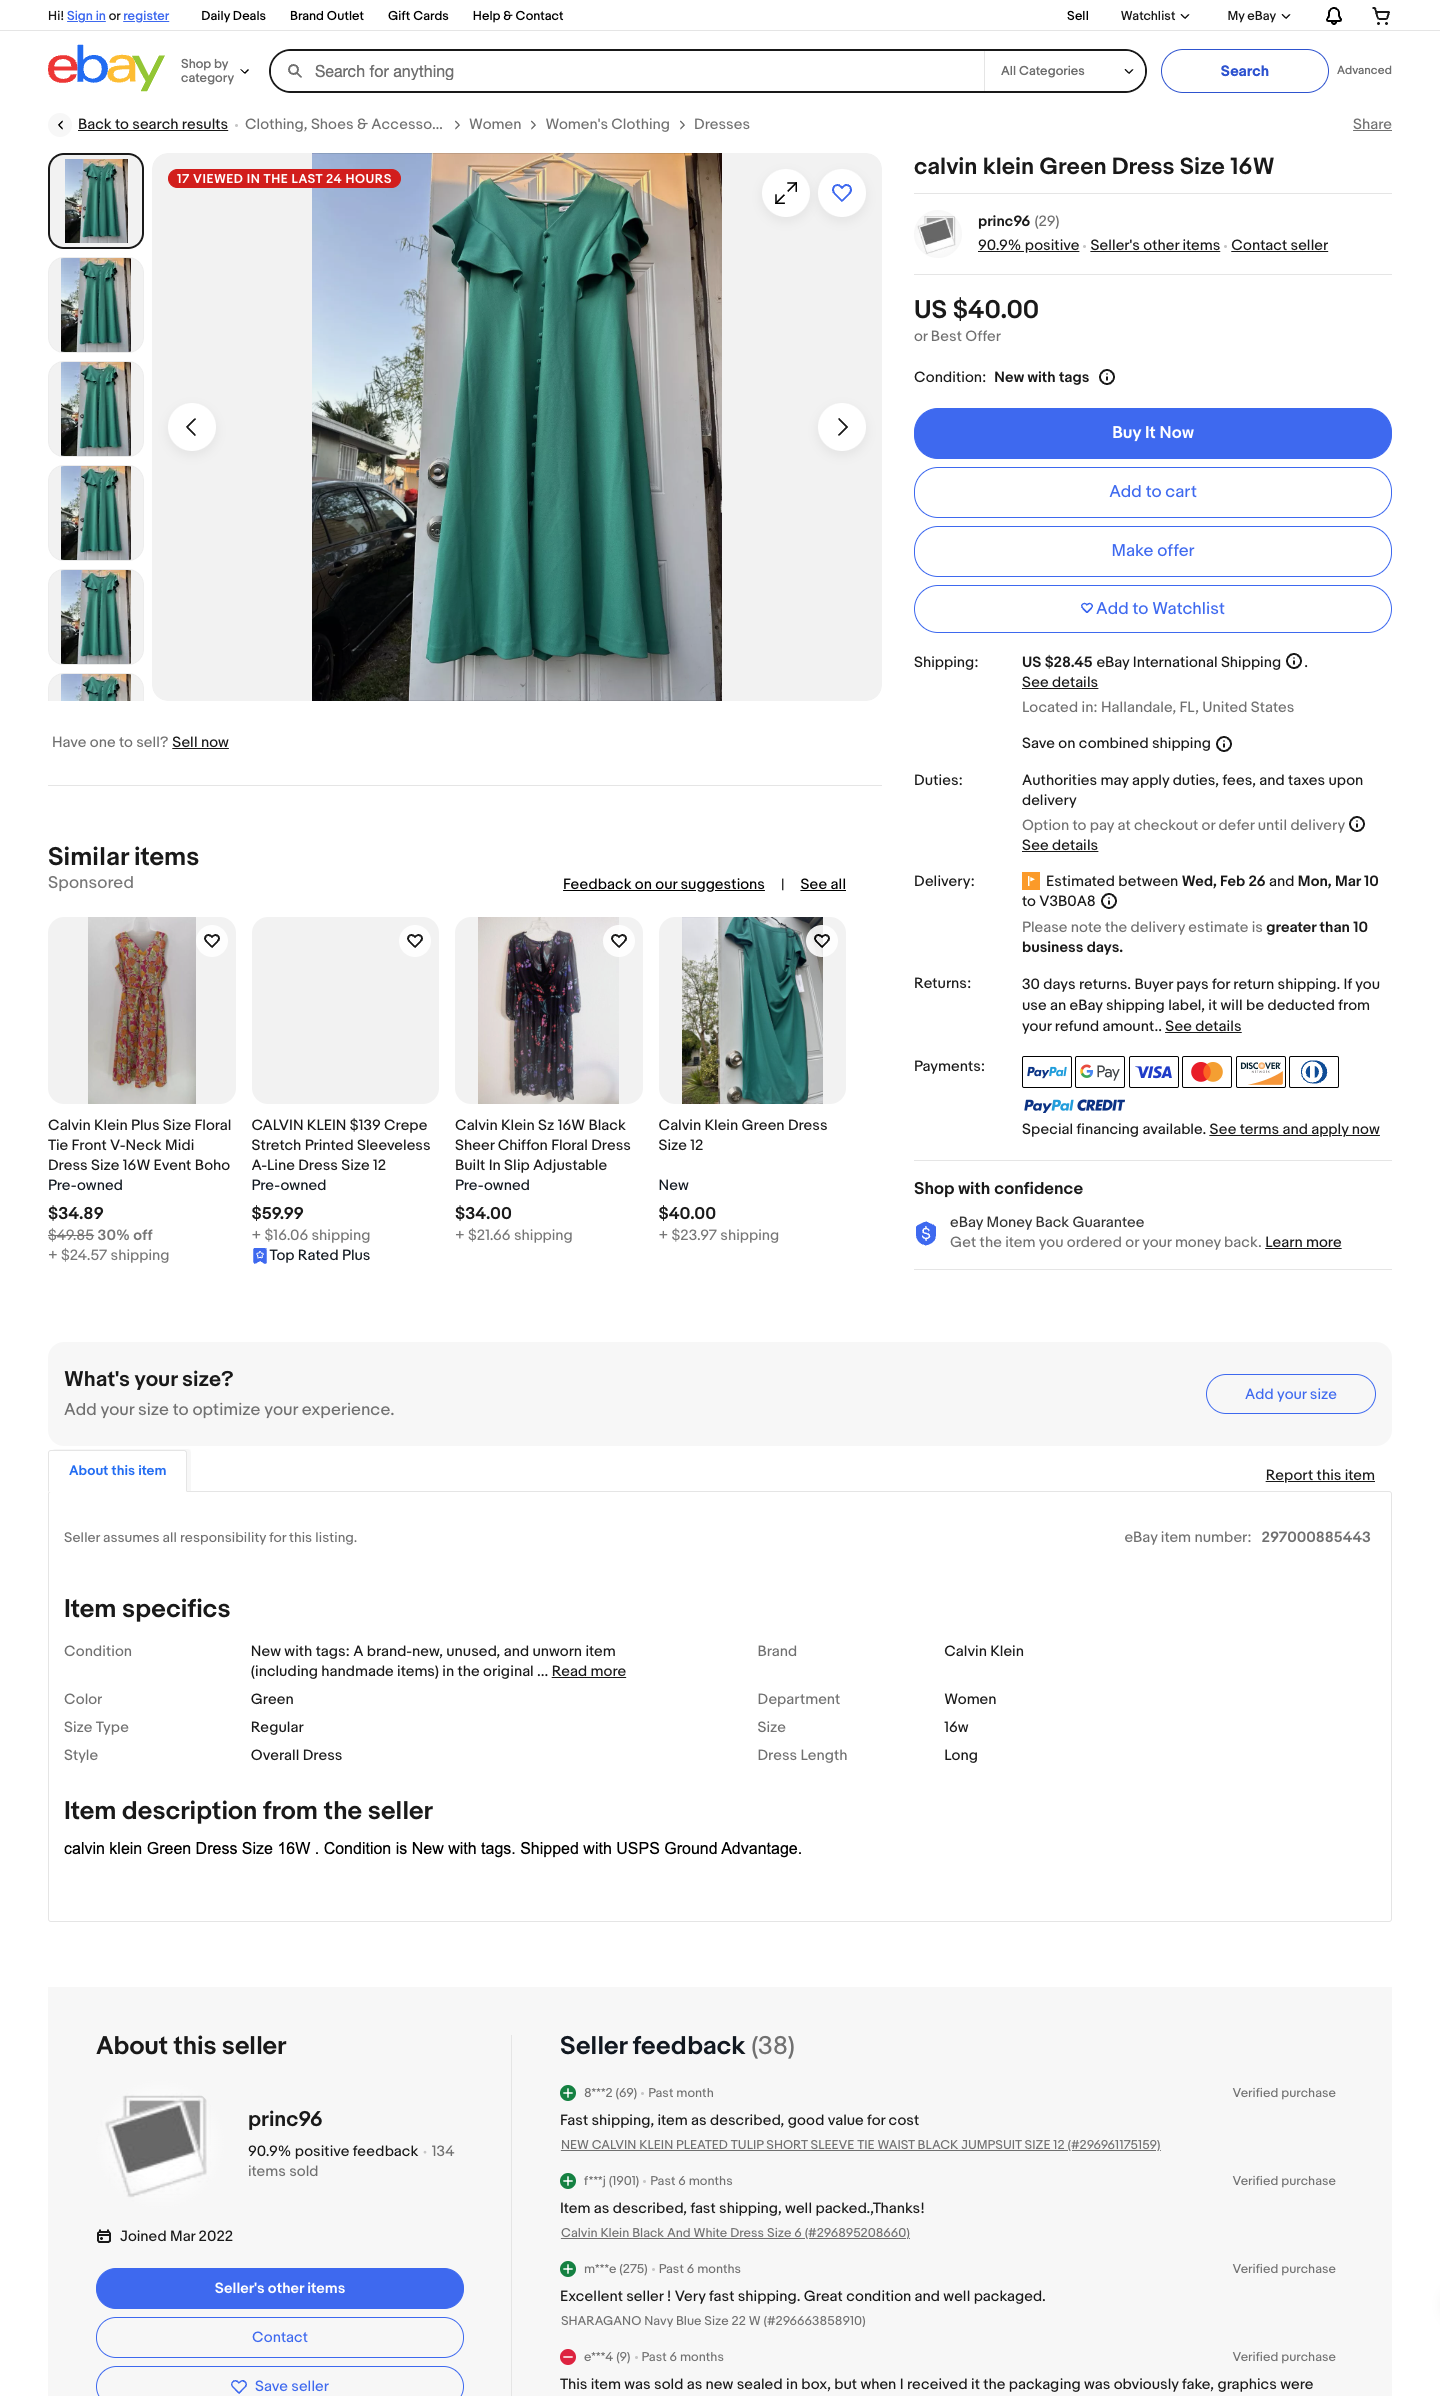 Hi! Sign in or register
Daily Deals
Brand Outlet
Gift Cards
Help & Contact
Sell
Watchlist
My eBay
ebay
Shop by
category
Search for anything
All Categories
Search
Advanced
Back to search results
Clothing, Shoes & Accesso...
Women
Women's Clothing
Dresses
Share
17 VIEWED IN THE LAST 24 HOURS
calvin klein Green Dress Size 16W
princ96 (29)
90.9% positive · Seller's other items · Contact seller
US $40.00
or Best Offer
Condition: New with tags
Buy It Now
Add to cart
Make offer
Add to Watchlist
Shipping: US $28.45 eBay International Shipping .
See details
Located in: Hallandale, FL, United States
Save on combined shipping
Duties: Authorities may apply duties, fees, and taxes upon
delivery
Option to pay at checkout or defer until delivery
See details
Delivery: Estimated between Wed, Feb 26 and Mon, Mar 10
to V3B0A8
Please note the delivery estimate is greater than 10
business days.
Returns: 30 days returns. Buyer pays for return shipping. If you
use an eBay shipping label, it will be deducted from
your refund amount.. See details
Payments: PayPal G Pay VISA DISCOVER
PayPal CREDIT
Special financing available. See terms and apply now
Shop with confidence
eBay Money Back Guarantee
Get the item you ordered or your money back. Learn more
Have one to sell? Sell now
Similar items
Sponsored
Feedback on our suggestions | See all
Calvin Klein Plus Size Floral
Tie Front V-Neck Midi
Dress Size 16W Event Boho
Pre-owned
$34.89
$49.85 30% off
+ $24.57 shipping
CALVIN KLEIN $139 Crepe
Stretch Printed Sleeveless
A-Line Dress Size 12
Pre-owned
$59.99
+ $16.06 shipping
Top Rated Plus
Calvin Klein Sz 16W Black
Sheer Chiffon Floral Dress
Built In Slip Adjustable
Pre-owned
$34.00
+ $21.66 shipping
Calvin Klein Green Dress
Size 12
New
$40.00
+ $23.97 shipping
What's your size?
Add your size to optimize your experience.
Add your size
About this item
Report this item
Seller assumes all responsibility for this listing.
eBay item number: 297000885443
Item specifics
Condition
New with tags: A brand-new, unused, and unworn item
(including handmade items) in the original ... Read more
Brand
Calvin Klein
Color
Green
Department
Women
Size Type
Regular
Size
16w
Style
Overall Dress
Dress Length
Long
Item description from the seller
calvin klein Green Dress Size 16W . Condition is New with tags. Shipped with USPS Ground Advantage.
About this seller
princ96
90.9% positive feedback · 134
items sold
Joined Mar 2022
Seller's other items
Contact
Save seller
Seller feedback (38)
8***2 (69) · Past month
Verified purchase
Fast shipping, item as described, good value for cost
NEW CALVIN KLEIN PLEATED TULIP SHORT SLEEVE TIE WAIST BLACK JUMPSUIT SIZE 12 (#296961175159)
f***j (1901) · Past 6 months
Verified purchase
Item as described, fast shipping, well packed.,Thanks!
Calvin Klein Black And White Dress Size 6 (#296895208660)
m***e (275) · Past 6 months
Verified purchase
Excellent seller ! Very fast shipping. Great condition and well packaged.
SHARAGANO Navy Blue Size 22 W (#296663858910)
e***4 (9) · Past 6 months
Verified purchase
This item was sold as new sealed in box, but when I received it the packaging was obviously fake, graphics were